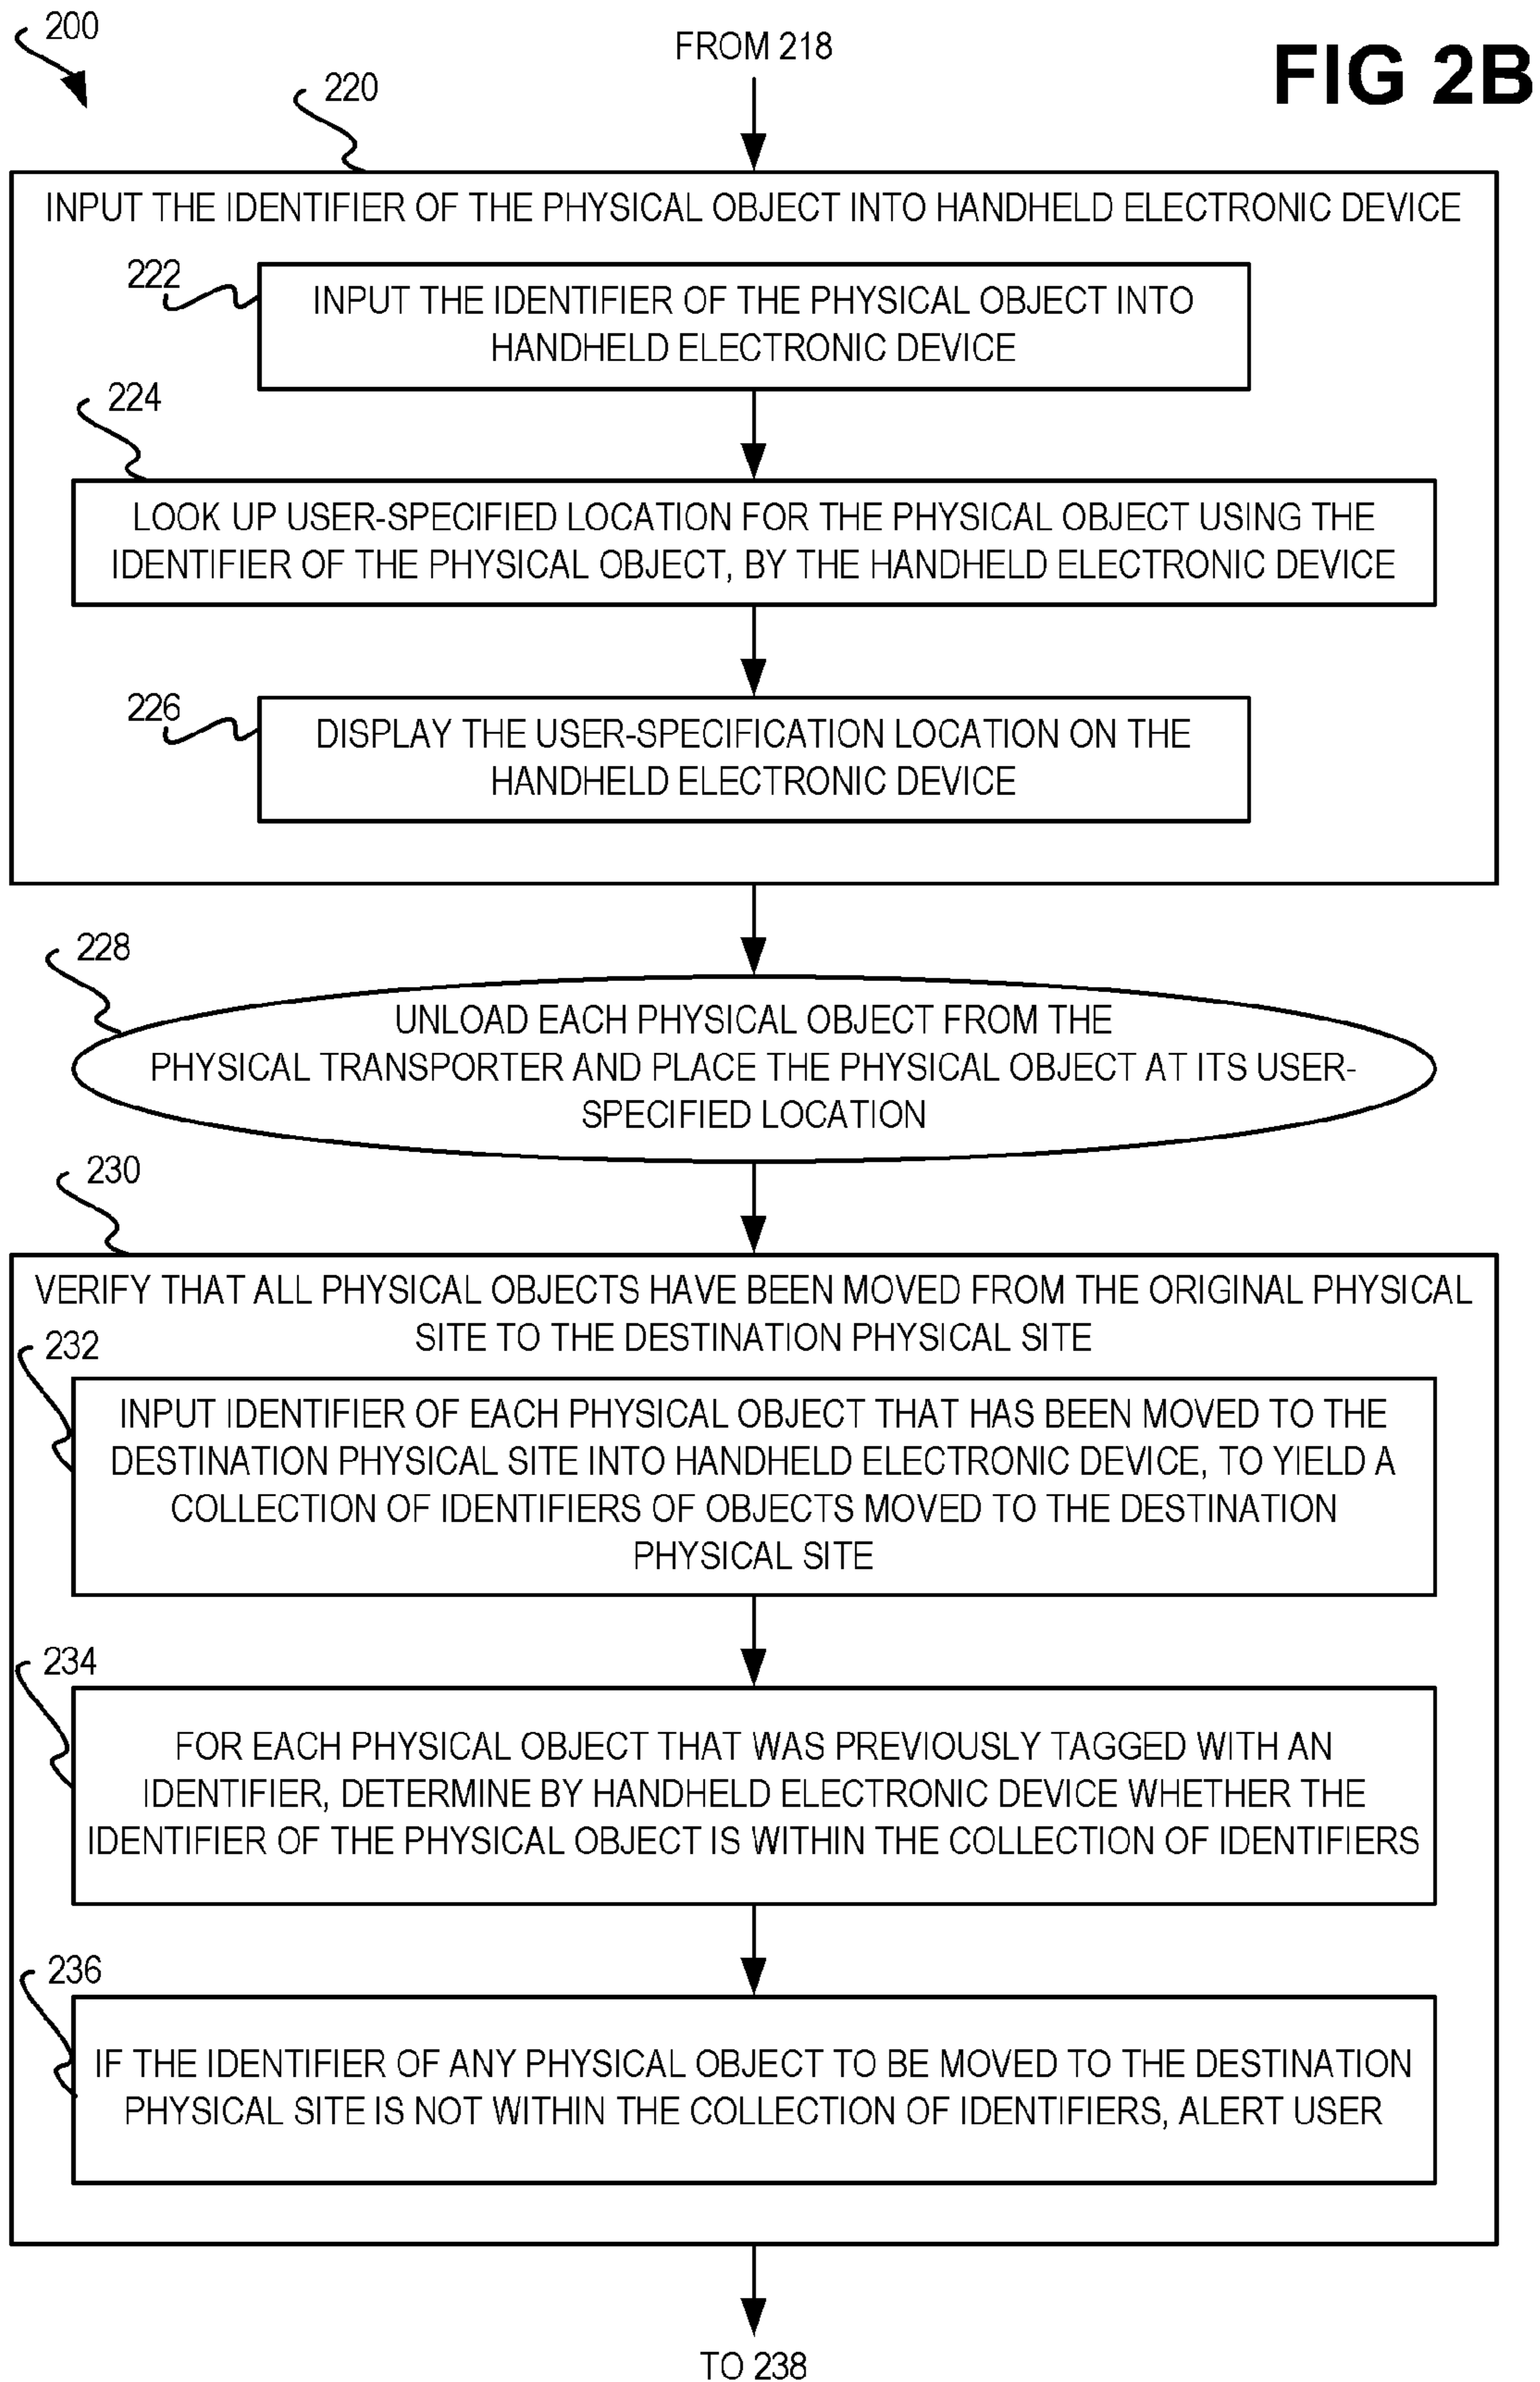 200
FROM 218
FIG 2B
220
INPUT THE IDENTIFIER OF THE PHYSICAL OBJECT INTO HANDHELD ELECTRONIC DEVICE
222
INPUT THE IDENTIFIER OF THE PHYSICAL OBJECT INTO
HANDHELD ELECTRONIC DEVICE
224
LOOK UP USER-SPECIFIED LOCATION FOR THE PHYSICAL OBJECT USING THE
IDENTIFIER OF THE PHYSICAL OBJECT, BY THE HANDHELD ELECTRONIC DEVICE
226
DISPLAY THE USER-SPECIFICATION LOCATION ON THE
HANDHELD ELECTRONIC DEVICE
228
UNLOAD EACH PHYSICAL OBJECT FROM THE
PHYSICAL TRANSPORTER AND PLACE THE PHYSICAL OBJECT AT ITS USER-
SPECIFIED LOCATION
230
VERIFY THAT ALL PHYSICAL OBJECTS HAVE BEEN MOVED FROM THE ORIGINAL PHYSICAL
SITE TO THE DESTINATION PHYSICAL SITE
232
INPUT IDENTIFIER OF EACH PHYSICAL OBJECT THAT HAS BEEN MOVED TO THE
DESTINATION PHYSICAL SITE INTO HANDHELD ELECTRONIC DEVICE, TO YIELD A
COLLECTION OF IDENTIFIERS OF OBJECTS MOVED TO THE DESTINATION
PHYSICAL SITE
234
FOR EACH PHYSICAL OBJECT THAT WAS PREVIOUSLY TAGGED WITH AN
IDENTIFIER, DETERMINE BY HANDHELD ELECTRONIC DEVICE WHETHER THE
IDENTIFIER OF THE PHYSICAL OBJECT IS WITHIN THE COLLECTION OF IDENTIFIERS
236
IF THE IDENTIFIER OF ANY PHYSICAL OBJECT TO BE MOVED TO THE DESTINATION
PHYSICAL SITE IS NOT WITHIN THE COLLECTION OF IDENTIFIERS, ALERT USER
TO 238